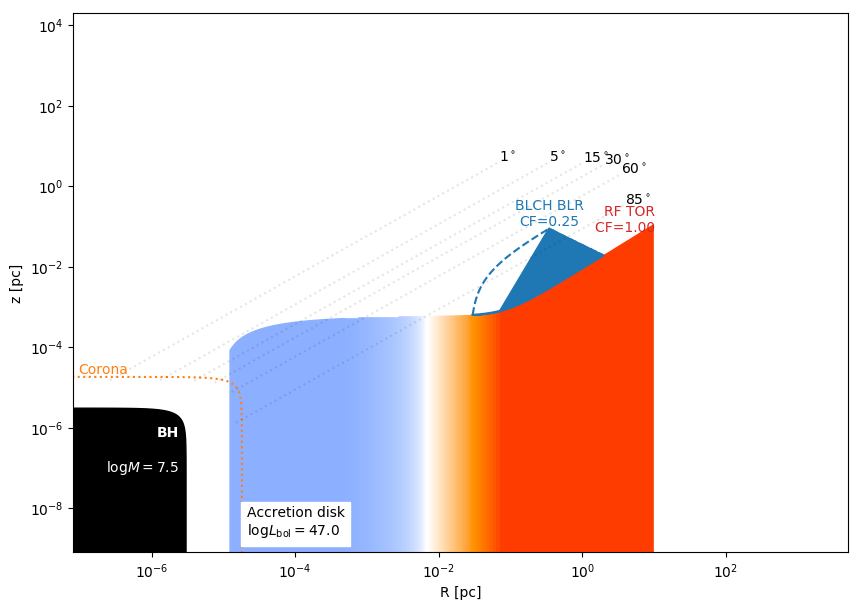 10⁴
10²
10⁰
10⁻²
10⁻⁴
10⁻⁶
10⁻⁸
z [pc]
1°
5°
15°
30°
60°
85°
BLCH BLR
CF=0.25
RF TOR
CF=1.00
Corona
BH
logM = 7.5
Accretion disk
logL_bol = 47.0
10⁻⁶
10⁻⁴
10⁻²
10⁰
10²
R [pc]